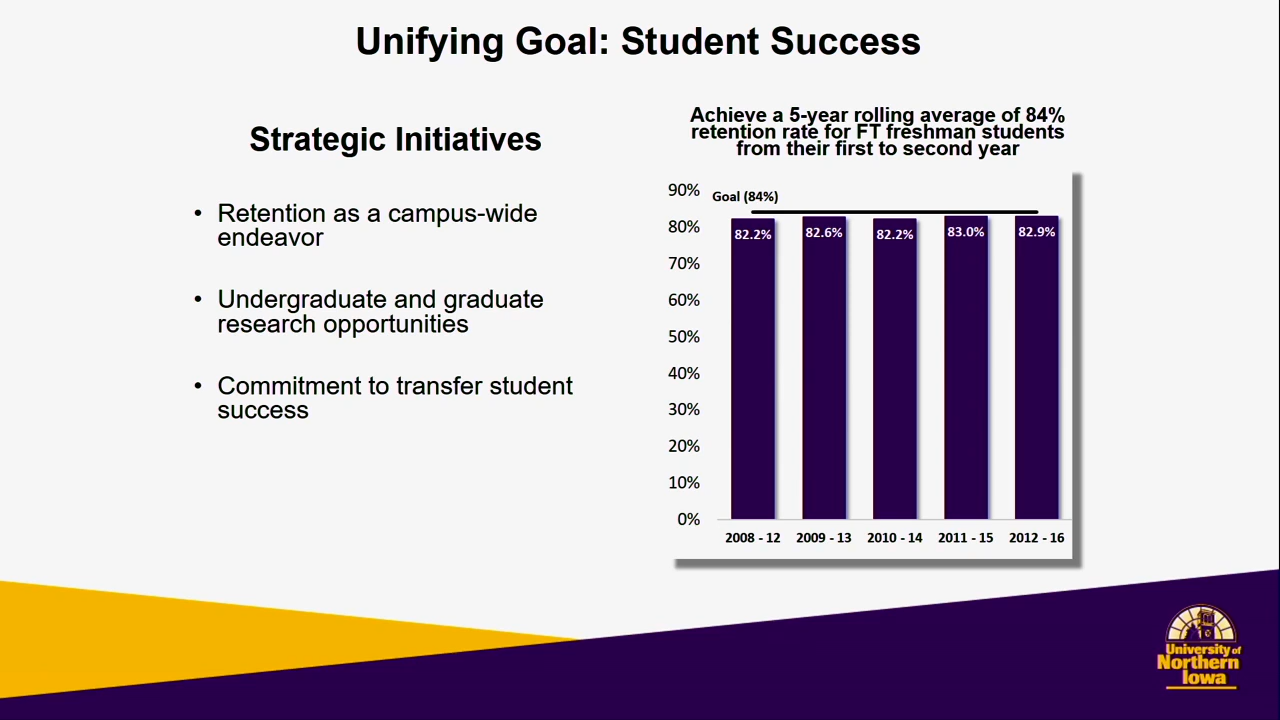 Unifying Goal: Student Success
Strategic Initiatives
• Retention as a campus-wide
endeavor
• Undergraduate and graduate
research opportunities
• Commitment to transfer student
success
Achieve a 5-year rolling average of 84%
retention rate for FT freshman students
from their first to second year
90%
Goal (84%)
80%
70%
60%
50%
40%
30%
20%
10%
0%
82.2%
82.6%
82.2%
83.0%
82.9%
2008 - 12
2009 - 13
2010 - 14
2011 - 15
2012 - 16
University of
Northern
Iowa